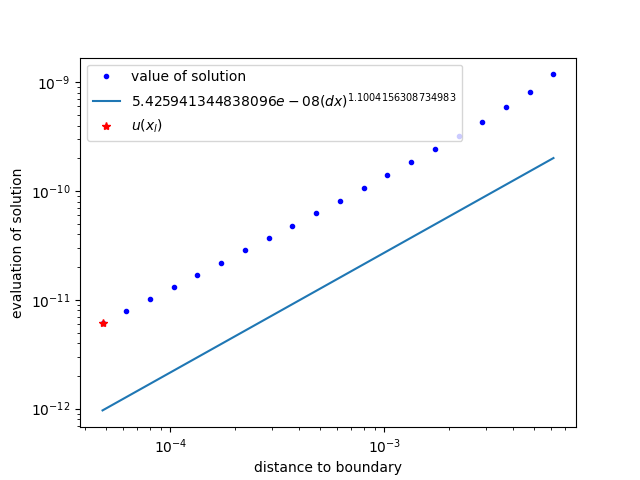 value of solution
5.425941344838096e − 08(dx)^1.1004156308734983
u(x_l)
10^-9
10^-10
10^-11
10^-12
evaluation of solution
10^-4
10^-3
distance to boundary